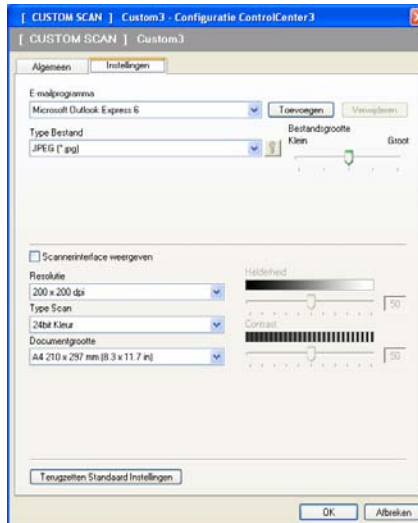 [ CUSTOM SCAN ] Custom3 - Configuratie ControlCenter3
[ CUSTOM SCAN ] Custom3
Algemeen Instellingen
E-mailprogramma
Microsoft Outlook Express 6 Toevoegen Verwijderen
Type Bestand Bestandsgrootte
JPEG (*.jpg) Klein Groot
Scannerinterface weergeven
Resolutie Helderheid
200 x 200 dpi 50
Type Scan Contrast
24bit Kleur 50
Documentgrootte
A4 210 x 297 mm (8.3 x 11.7 in)
Terugzetten Standaard Instellingen
OK Afbreken